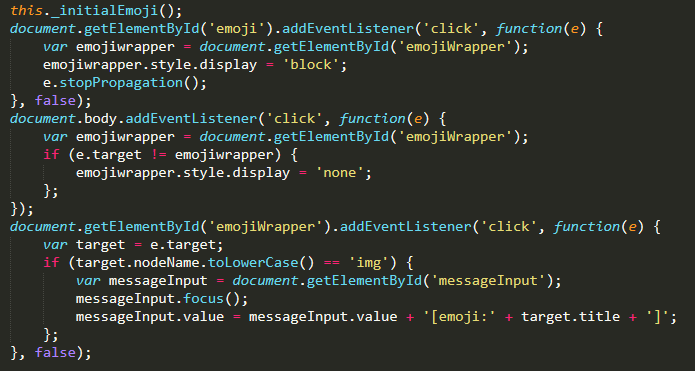 this._initialEmoji();
document.getElementById('emoji').addEventListener('click', function(e) {
    var emojiwrapper = document.getElementById('emojiWrapper');
    emojiwrapper.style.display = 'block';
    e.stopPropagation();
}, false);
document.body.addEventListener('click', function(e) {
    var emojiwrapper = document.getElementById('emojiWrapper');
    if (e.target != emojiwrapper) {
        emojiwrapper.style.display = 'none';
    };
});
document.getElementById('emojiWrapper').addEventListener('click', function(e) {
    var target = e.target;
    if (target.nodeName.toLowerCase() == 'img') {
        var messageInput = document.getElementById('messageInput');
        messageInput.focus();
        messageInput.value = messageInput.value + '[emoji:' + target.title + ']';
    };
}, false);